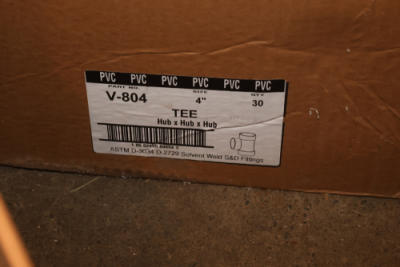 PVC PVC PVC PVC PVC PVC
PART NO. SIZE QTY
V-804 4" 30
TEE
Hub x Hub x Hub
ASTM D-3034 D-2729 Solvent Weld S&D Fittings